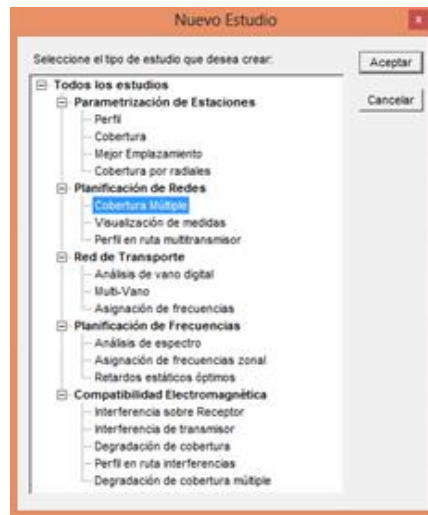 Nuevo Estudio
x
Seleccione el tipo de estudio que desea crear:
Aceptar
Cancelar
Todos los estudios
Parametrización de Estaciones
Perfil
Cobertura
Mejor Emplazamiento
Cobertura por radiales
Planificación de Redes
Cobertura Múltiple
Visualización de medidas
Perfil en ruta multitransmisor
Red de Transporte
Análisis de vano digital
Multi-Vano
Asignación de frecuencias
Planificación de Frecuencias
Análisis de espectro
Asignación de frecuencias zonal
Retardos estáticos óptimos
Compatibilidad Electromagnética
Interferencia sobre Receptor
Interferencia de transmisor
Degradación de cobertura
Perfil en ruta interferencias
Degradación de cobertura múltiple